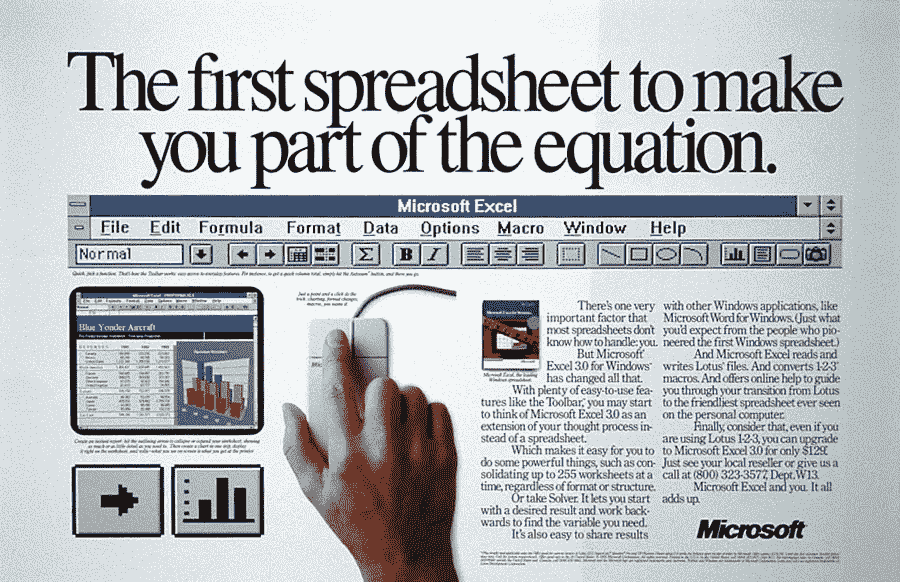 The first spreadsheet to make
you part of the equation.
Microsoft Excel
File Edit Formula Format Data Options Macro Window Help
Normal
Σ B I
Quick, pick a function. That's how the Toolbar works: easy access to everyday features. For instance, to get a quick column total, simply hit the Autosum button, and there you go.
Just a point and a click do the
trick: charting, format changes,
macros, you name it.
Blue Yonder Aircraft
Microsoft
Create an instant report: hit the outlining arrow to collapse or expand your worksheet, showing
as much or as little detail as you need to. Then create a chart in one step, display
it right on the worksheet, and voila–what you see on screen is what you get at the printer!
Microsoft Excel, the leading
Windows spreadsheet.
There's one very
important factor that
most spreadsheets don't
know how to handle: you.
But Microsoft
Excel 3.0 for Windows
has changed all that.
With plenty of easy-to-use fea-
tures like the Toolbar, you may start
to think of Microsoft Excel 3.0 as an
extension of your thought process in-
stead of a spreadsheet.
Which makes it easy for you to
do some powerful things, such as con-
solidating up to 255 worksheets at a
time, regardless of format or structure.
Or take Solver. It lets you start
with a desired result and work back-
wards to find the variable you need.
It's also easy to share results
with other Windows applications, like
Microsoft Word for Windows. (Just what
you'd expect from the people who pio-
neered the first Windows spreadsheet.)
And Microsoft Excel reads and
writes Lotus files. And converts 1-2-3
macros. And offers online help to guide
you through your transition from Lotus
to the friendliest spreadsheet ever seen
on the personal computer.
Finally, consider that, even if you
are using Lotus 1-2-3, you can upgrade
to Microsoft Excel 3.0 for only $129.
Just see your local reseller or give us a
call at (800) 323-3577, Dept. W13.
Microsoft Excel and you. It all
adds up.
Microsoft